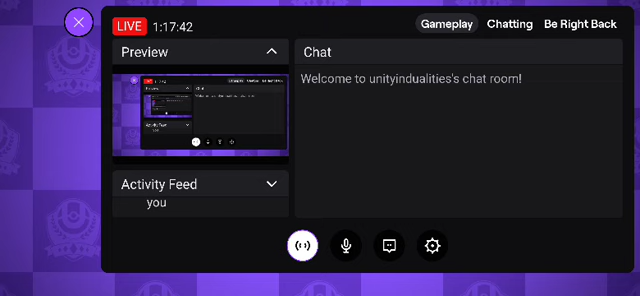 LIVE 1:17:42 Gameplay Chatting Be Right Back
Preview
Chat
Welcome to unityindualities's chat room!
Activity Feed
you